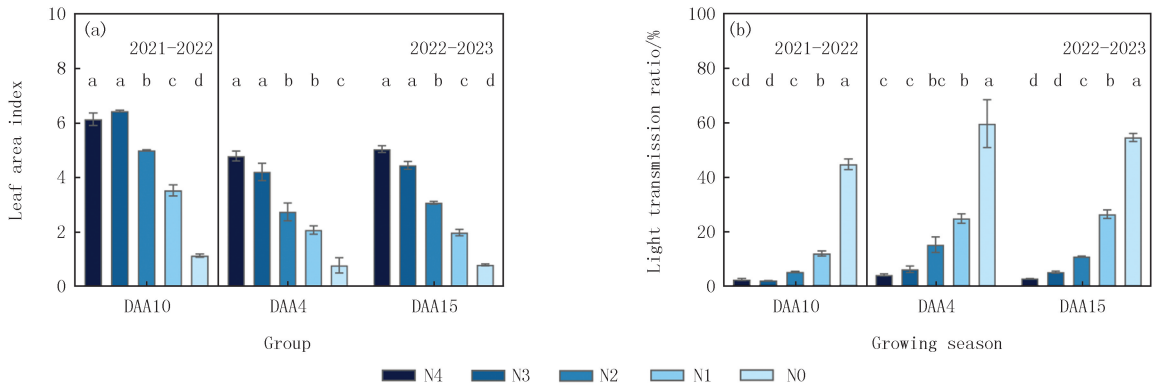 (a)
2021-2022
2022-2023
10
8
6
4
2
0
Leaf area index
a a b c d
a a b b c
a a b c d
DAA10 DAA4 DAA15
Group
(b)
2021-2022
2022-2023
100
80
60
40
20
0
Light transmission ratio/%
cd d c b a
c c bc b a
d d c b a
DAA10 DAA4 DAA15
Growing season
N4 N3 N2 N1 N0